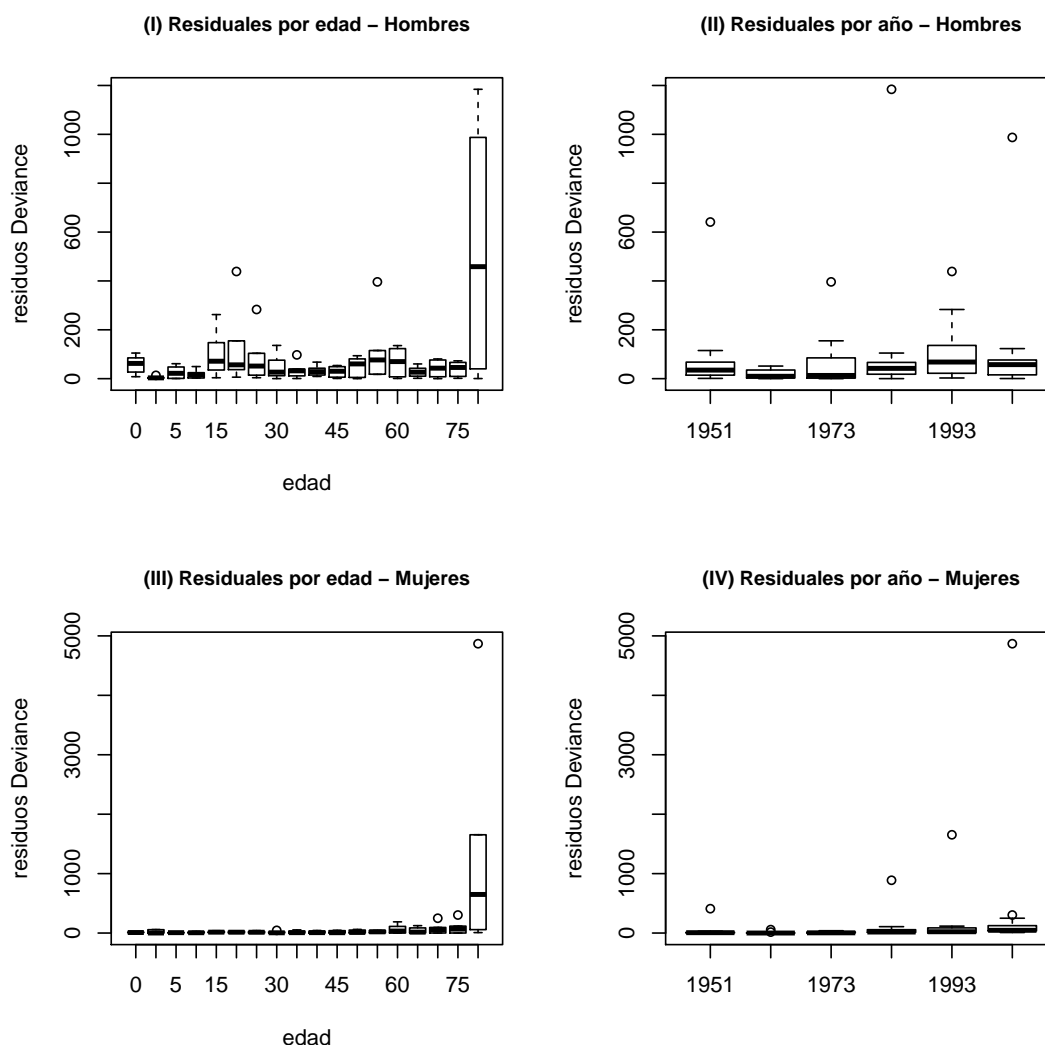 (I) Residuales por edad – Hombres
residuos Deviance
0 200 600 1000
0 5 15 30 45 60 75
edad
(II) Residuales por año – Hombres
residuos Deviance
0 200 600 1000
1951 1973 1993
(III) Residuales por edad – Mujeres
residuos Deviance
0 1000 3000 5000
0 5 15 30 45 60 75
edad
(IV) Residuales por año – Mujeres
residuos Deviance
0 1000 3000 5000
1951 1973 1993